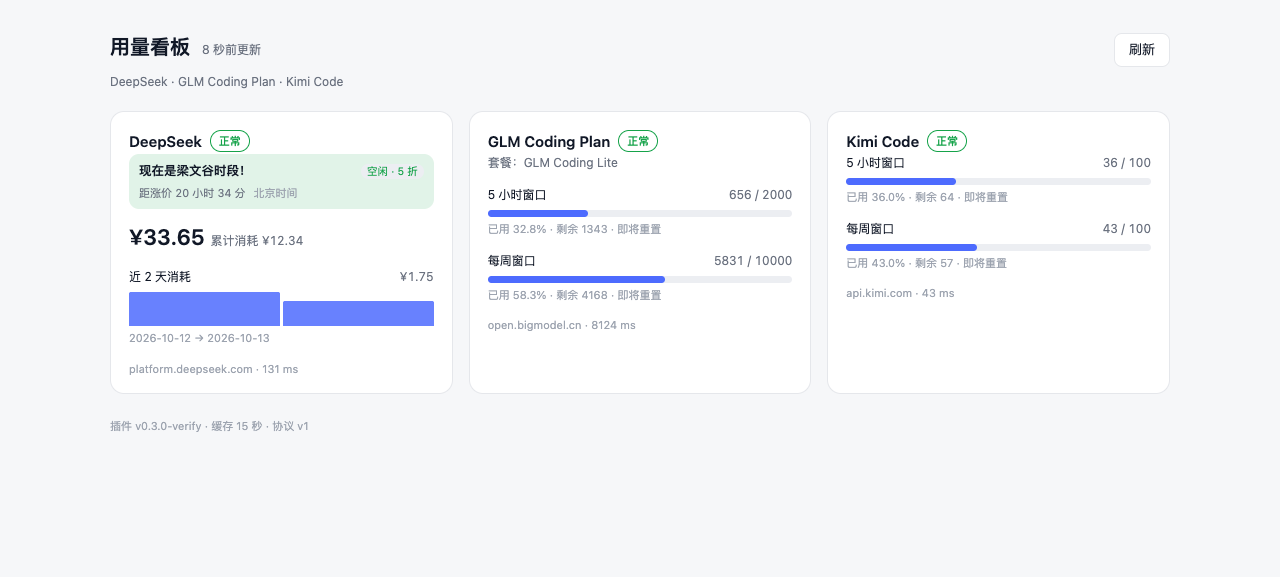 用量看板 8 秒前更新
刷新
DeepSeek · GLM Coding Plan · Kimi Code
DeepSeek 正常
现在是梁文谷时段！ 空闲 · 5 折
距涨价 20 小时 34 分 北京时间
¥33.65 累计消耗 ¥12.34
近 2 天消耗 ¥1.75
2026-10-12 → 2026-10-13
platform.deepseek.com · 131 ms
GLM Coding Plan 正常
套餐：GLM Coding Lite
5 小时窗口 656 / 2000
已用 32.8% · 剩余 1343 · 即将重置
每周窗口 5831 / 10000
已用 58.3% · 剩余 4168 · 即将重置
open.bigmodel.cn · 8124 ms
Kimi Code 正常
5 小时窗口 36 / 100
已用 36.0% · 剩余 64 · 即将重置
每周窗口 43 / 100
已用 43.0% · 剩余 57 · 即将重置
api.kimi.com · 43 ms
插件 v0.3.0-verify · 缓存 15 秒 · 协议 v1